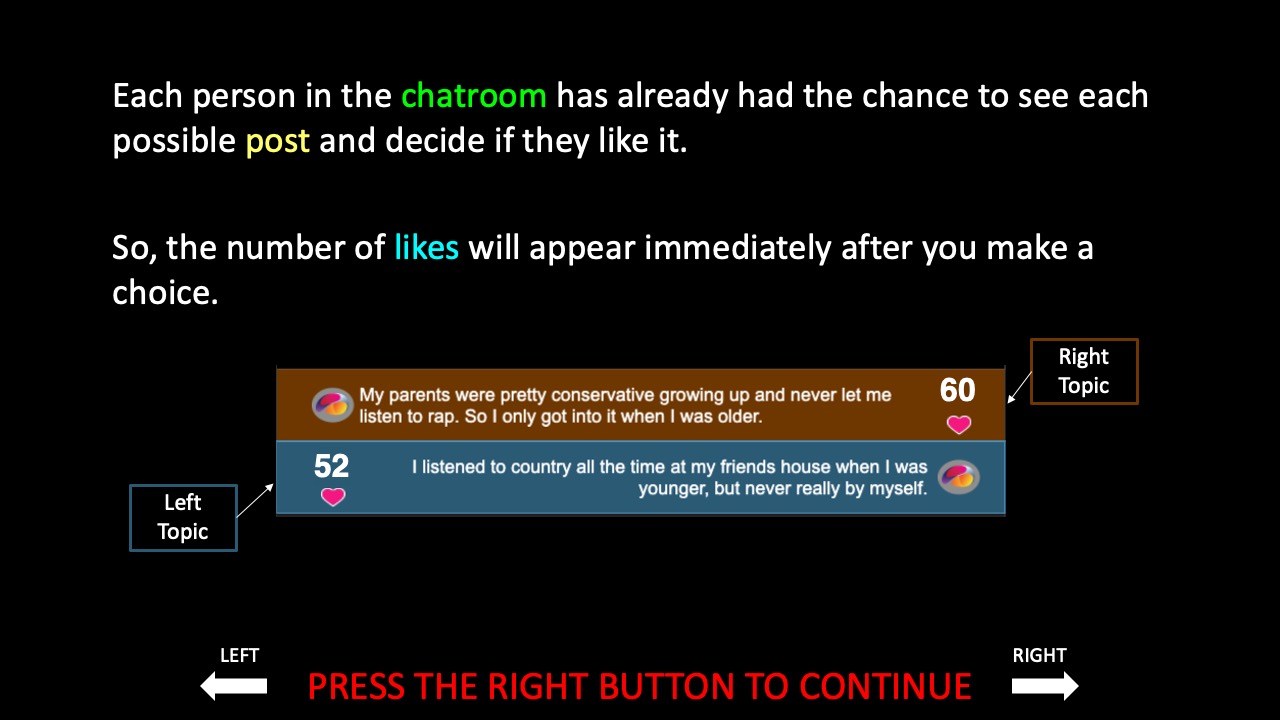 Each person in the chatroom has already had the chance to see each
possible post and decide if they like it.
So, the number of likes will appear immediately after you make a
choice.
Right
Topic
My parents were pretty conservative growing up and never let me
listen to rap. So I only got into it when I was older.
60
52
I listened to country all the time at my friends house when I was
younger, but never really by myself.
Left
Topic
LEFT
RIGHT
PRESS THE RIGHT BUTTON TO CONTINUE